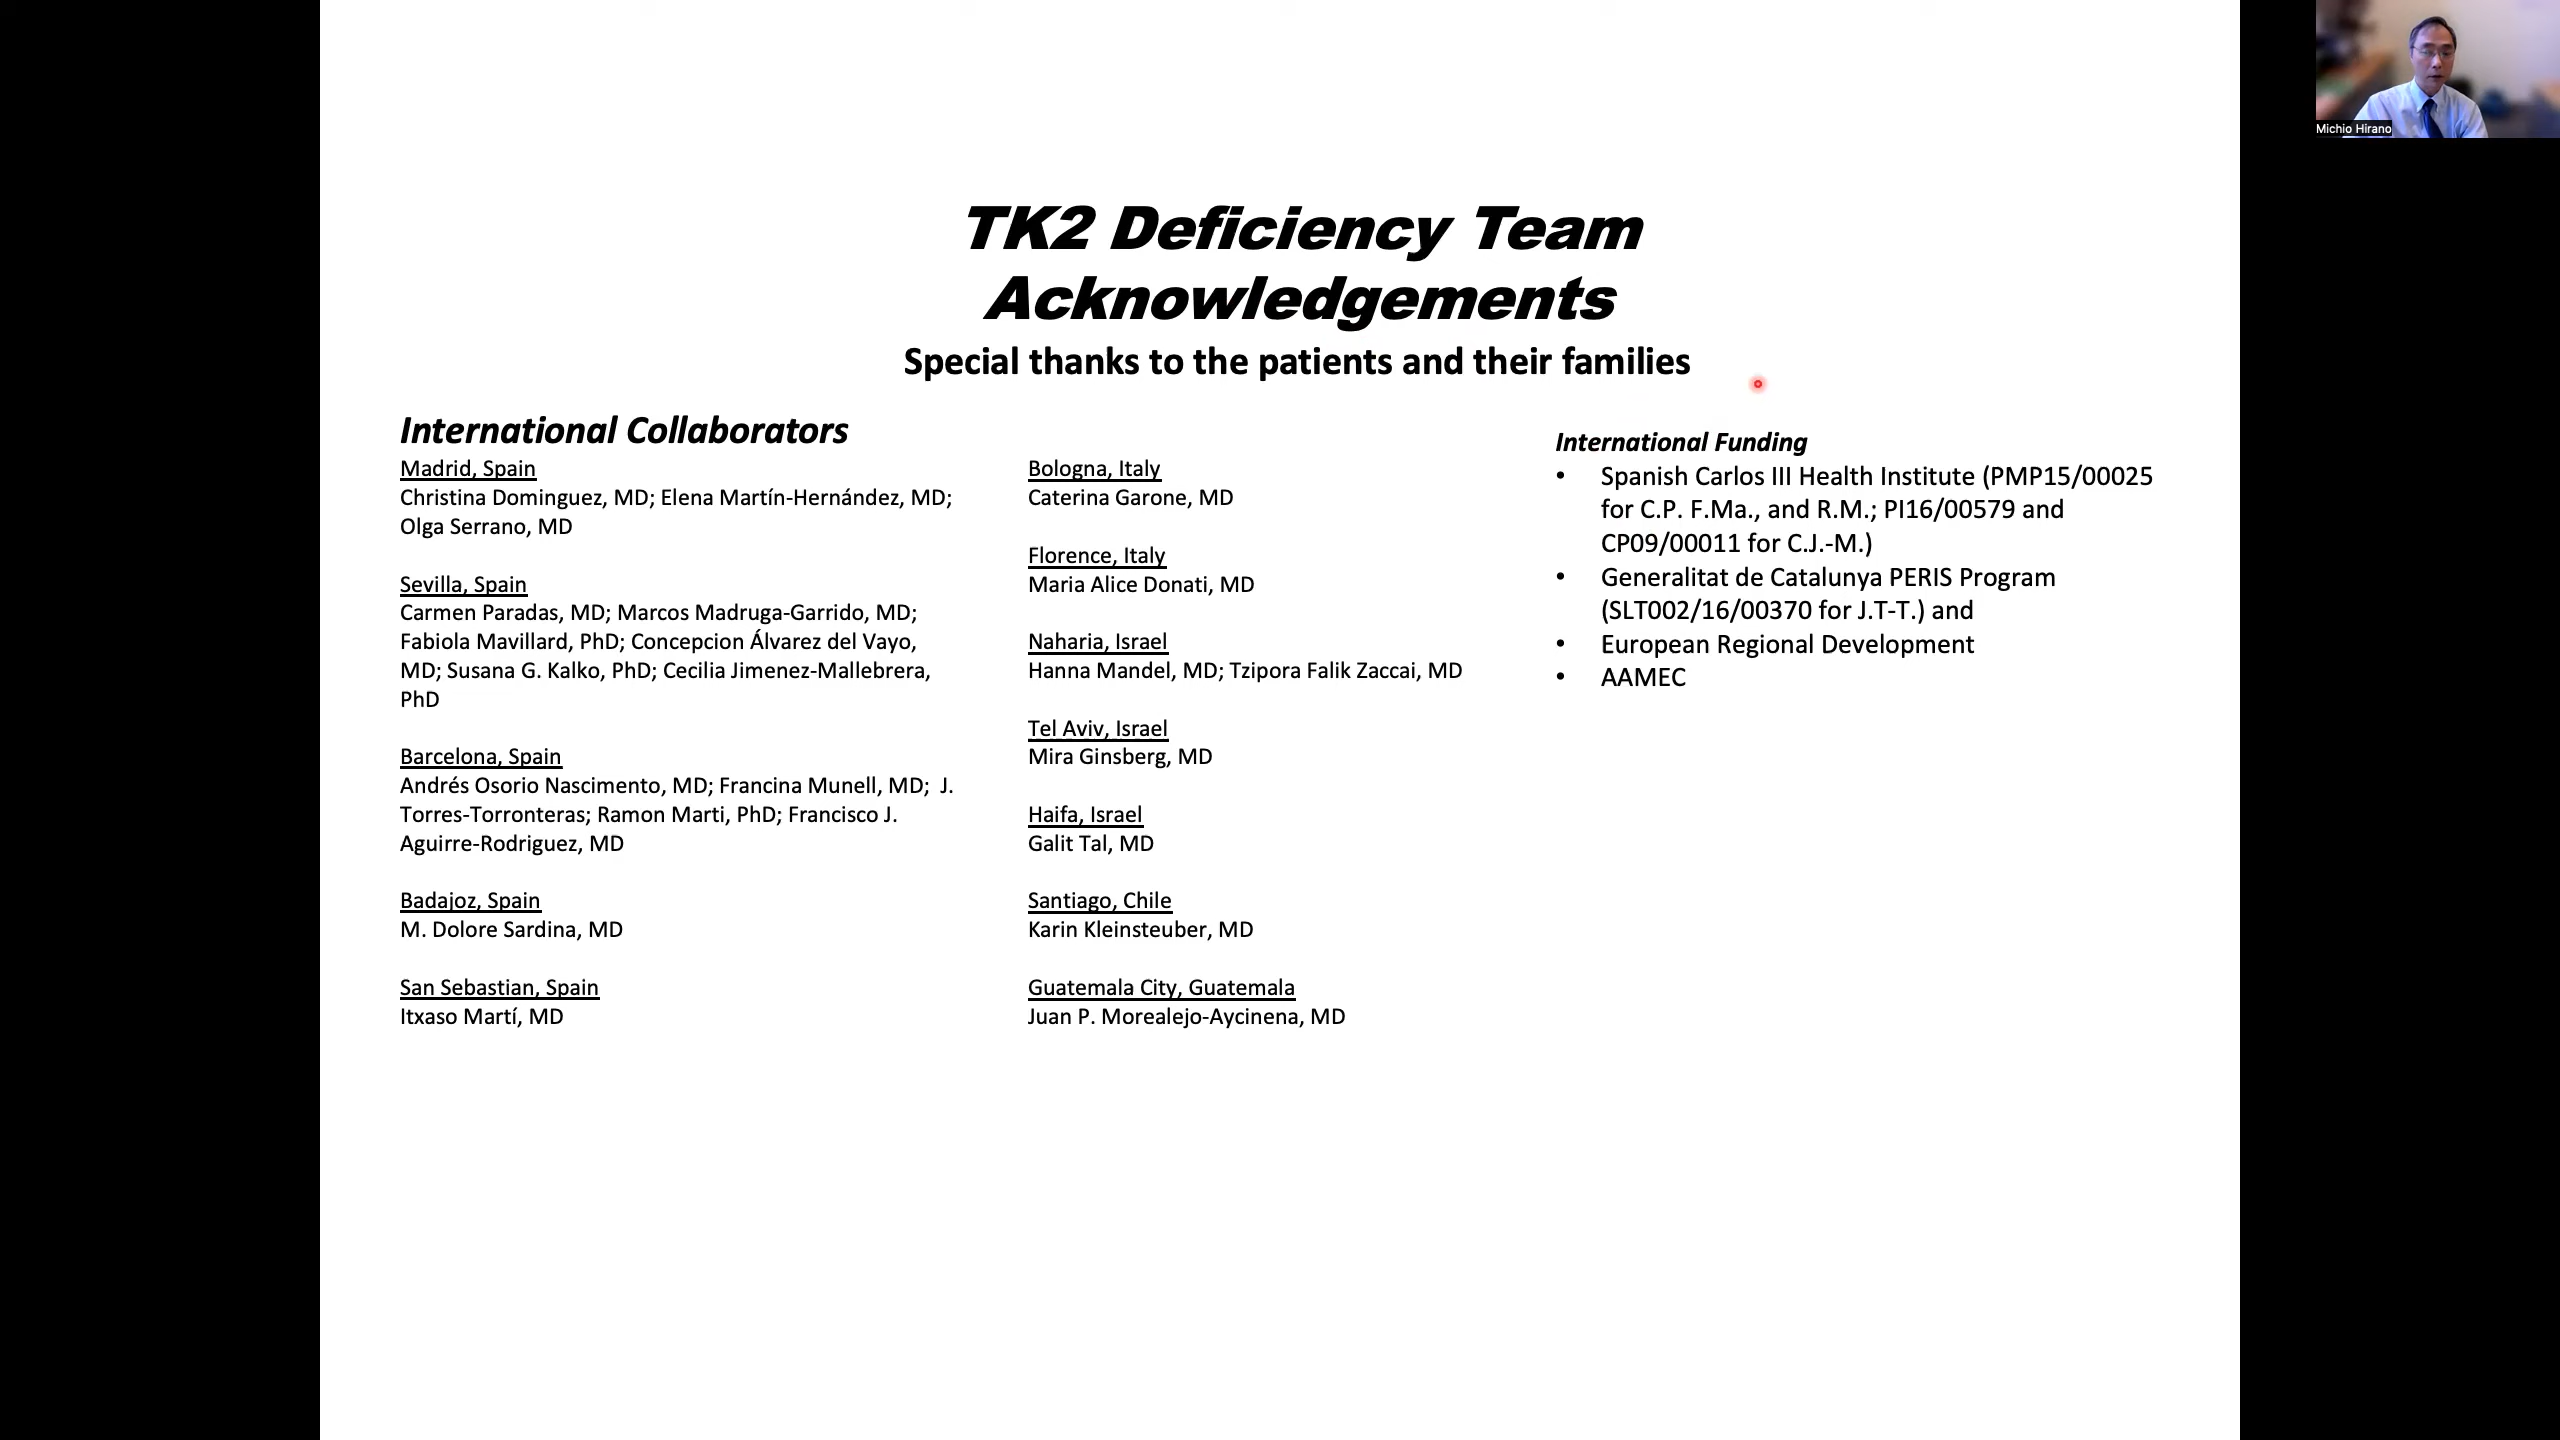 TK2 Deficiency Team
Acknowledgements
Special thanks to the patients and their families
International Collaborators
Madrid, Spain
Christina Dominguez, MD; Elena Martín-Hernández, MD;
Olga Serrano, MD
Sevilla, Spain
Carmen Paradas, MD; Marcos Madruga-Garrido, MD;
Fabiola Mavillard, PhD; Concepcion Álvarez del Vayo,
MD; Susana G. Kalko, PhD; Cecilia Jimenez-Mallebrera,
PhD
Barcelona, Spain
Andrés Osorio Nascimento, MD; Francina Munell, MD; J.
Torres-Torronteras; Ramon Marti, PhD; Francisco J.
Aguirre-Rodriguez, MD
Badajoz, Spain
M. Dolore Sardina, MD
San Sebastian, Spain
Itxaso Martí, MD
Bologna, Italy
Caterina Garone, MD
Florence, Italy
Maria Alice Donati, MD
Naharia, Israel
Hanna Mandel, MD; Tzipora Falik Zaccai, MD
Tel Aviv, Israel
Mira Ginsberg, MD
Haifa, Israel
Galit Tal, MD
Santiago, Chile
Karin Kleinsteuber, MD
Guatemala City, Guatemala
Juan P. Morealejo-Aycinena, MD
International Funding
• Spanish Carlos III Health Institute (PMP15/00025
for C.P. F.Ma., and R.M.; PI16/00579 and
CP09/00011 for C.J.-M.)
• Generalitat de Catalunya PERIS Program
(SLT002/16/00370 for J.T-T.) and
• European Regional Development
• AAMEC
Michio Hirano